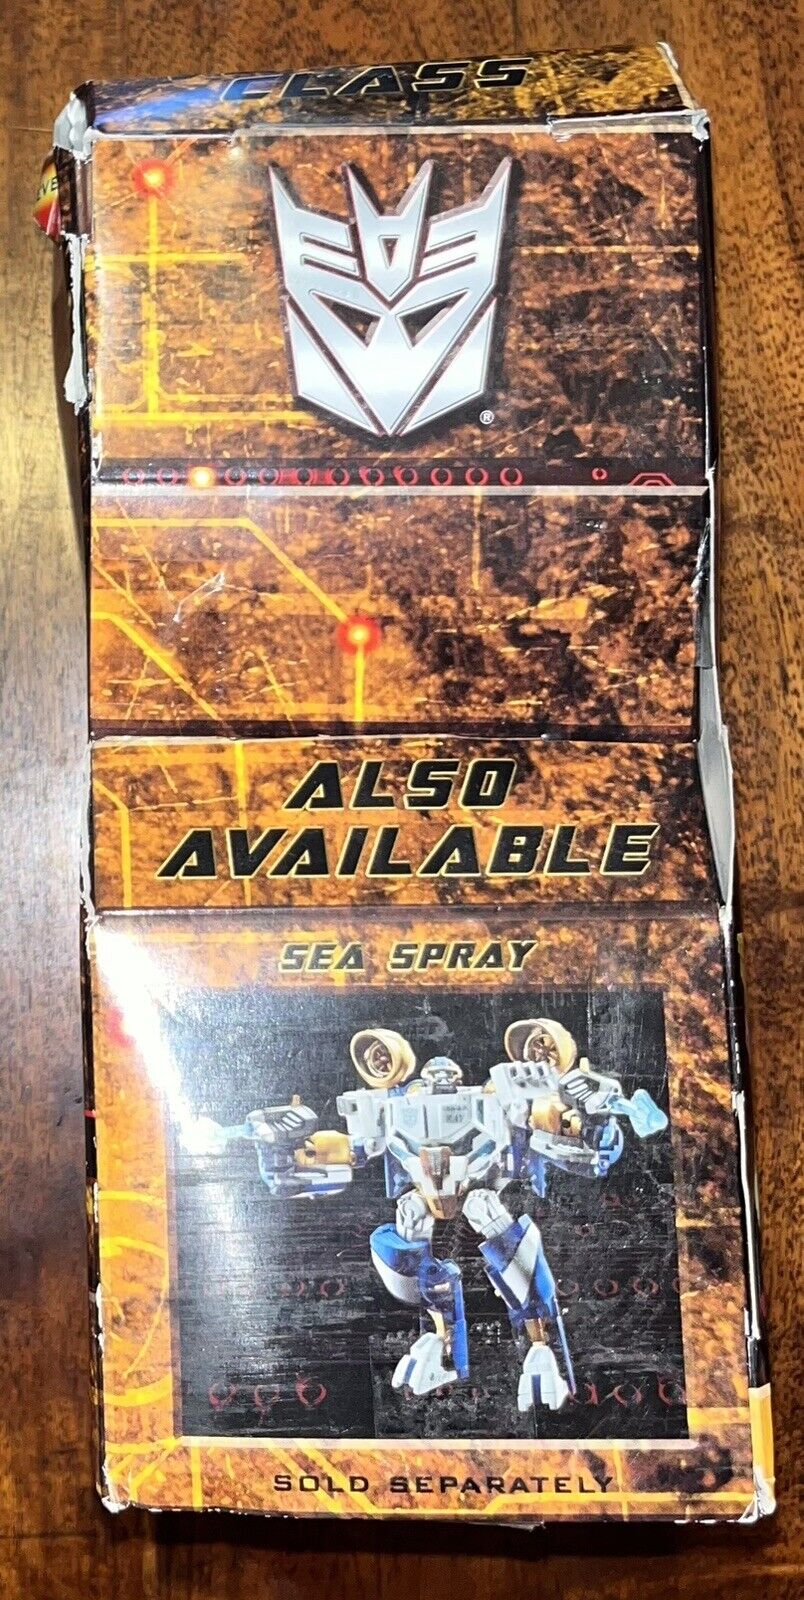 CLASS
®
ALSO
AVAILABLE
SEA SPRAY
SOLD SEPARATELY